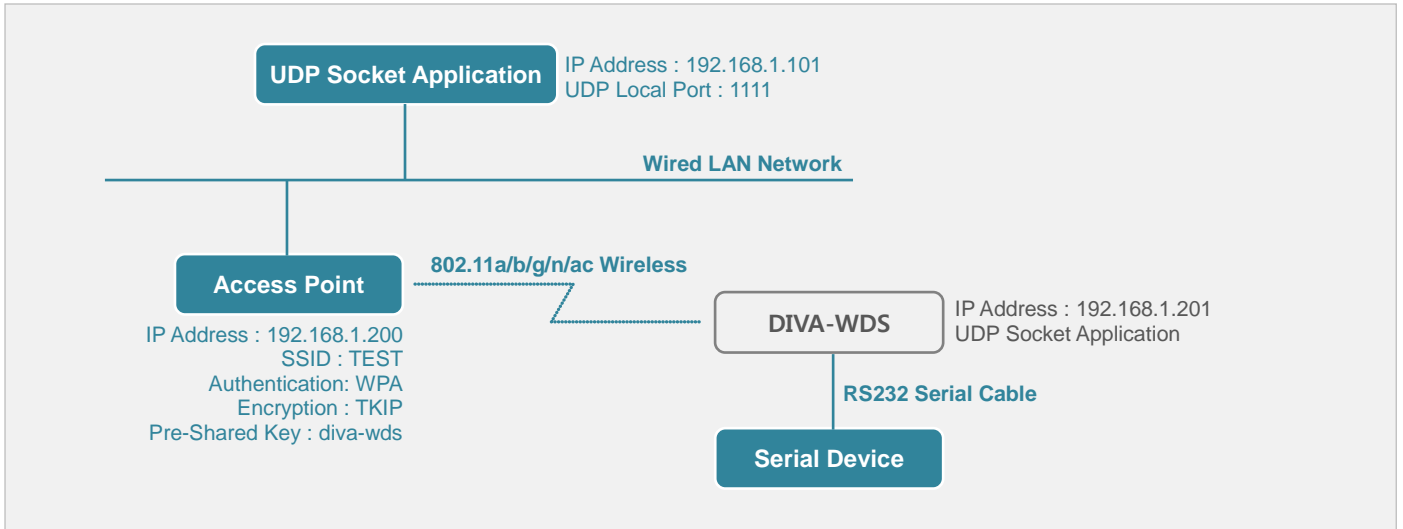 UDP Socket Application
IP Address : 192.168.1.101
UDP Local Port : 1111
Wired LAN Network
802.11a/b/g/n/ac Wireless
Access Point
IP Address : 192.168.1.200
SSID : TEST
Authentication: WPA
Encryption : TKIP
Pre-Shared Key : diva-wds
DIVA-WDS
IP Address : 192.168.1.201
UDP Socket Application
RS232 Serial Cable
Serial Device